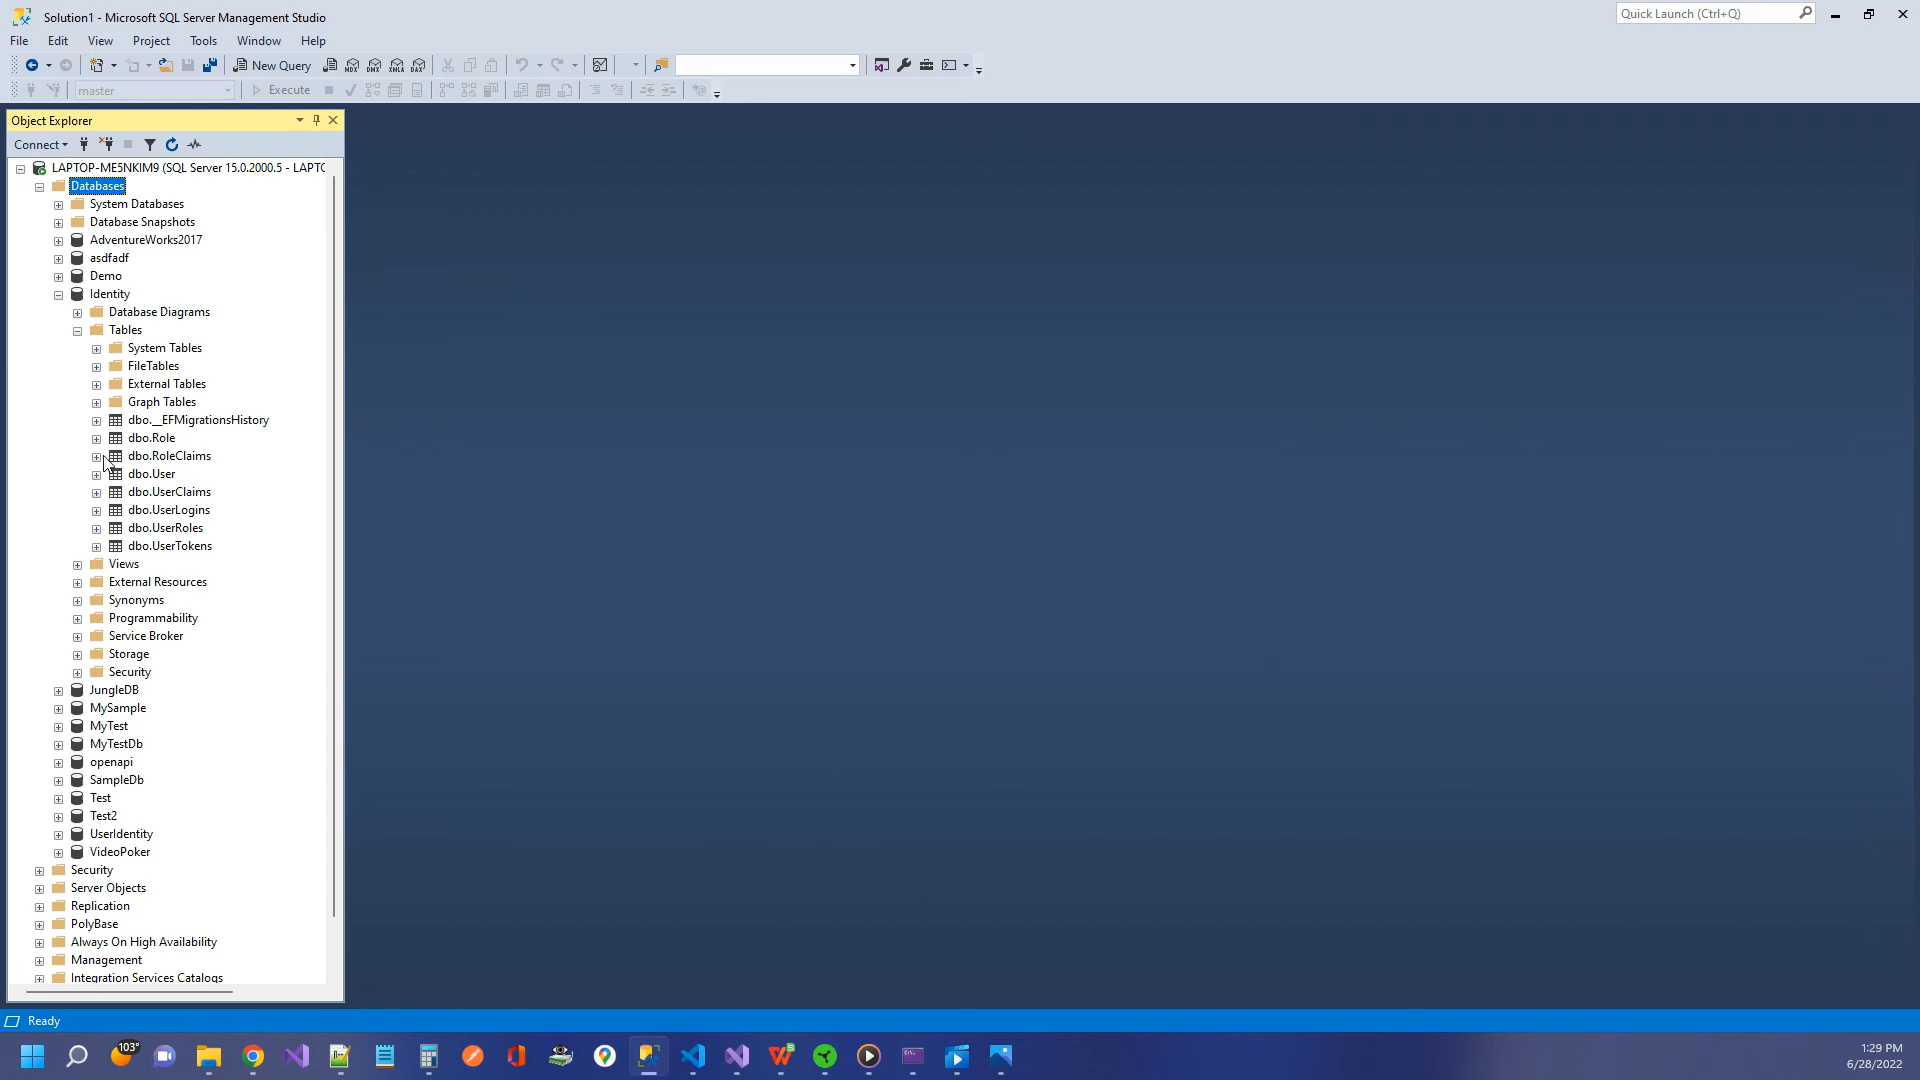 Solution1 - Microsoft SQL Server Management Studio
Quick Launch (Ctrl+Q)
File Edit View Project Tools Window Help
New Query
MDX DMX XMLA DAX
master
Execute
Object Explorer
Connect
LAPTOP-ME5NKIM9 (SQL Server 15.0.2000.5 - LAPTO
Databases
System Databases
Database Snapshots
AdventureWorks2017
asdfadf
Demo
Identity
Database Diagrams
Tables
System Tables
FileTables
External Tables
Graph Tables
dbo.__EFMigrationsHistory
dbo.Role
dbo.RoleClaims
dbo.User
dbo.UserClaims
dbo.UserLogins
dbo.UserRoles
dbo.UserTokens
Views
External Resources
Synonyms
Programmability
Service Broker
Storage
Security
JungleDB
MySample
MyTest
MyTestDb
openapi
SampleDb
Test
Test2
UserIdentity
VideoPoker
Security
Server Objects
Replication
PolyBase
Always On High Availability
Management
Integration Services Catalogs
Ready
103°
1:29 PM
6/28/2022